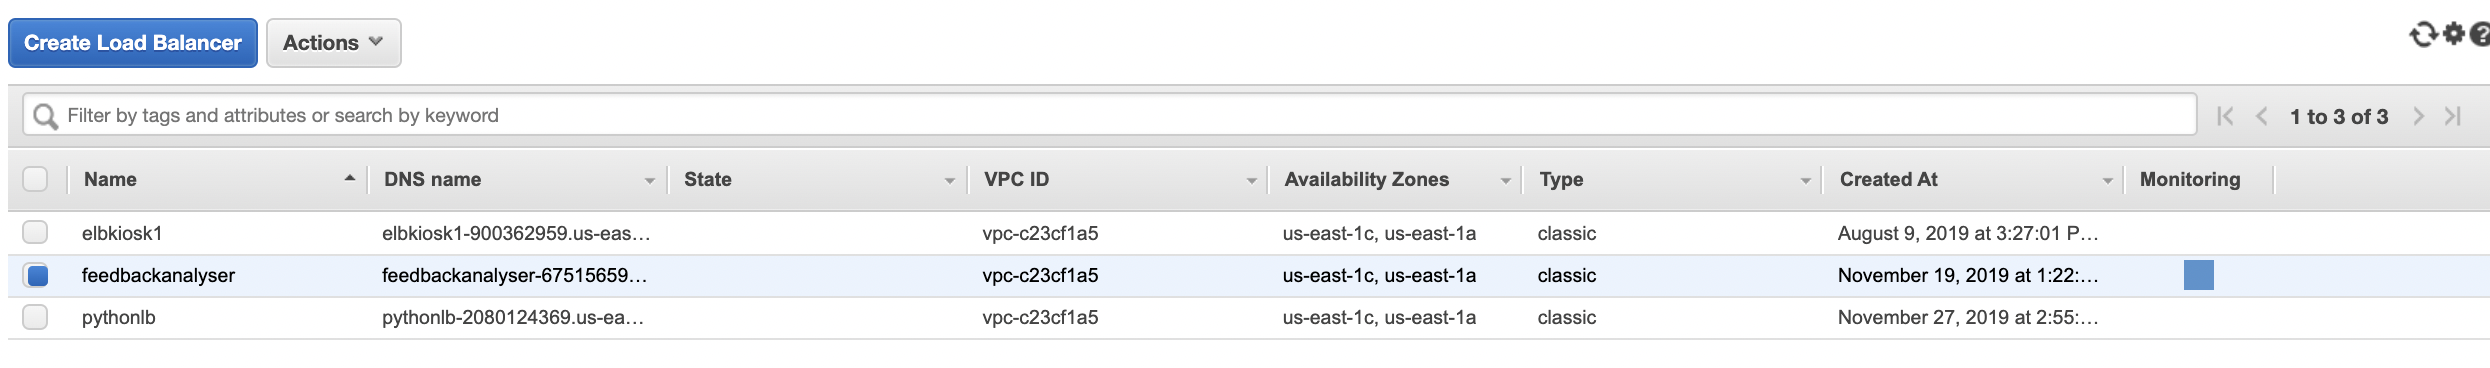 Create Load Balancer Actions
Filter by tags and attributes or search by keyword 1 to 3 of 3
Name DNS name State VPC ID Availability Zones Type Created At Monitoring
elbkiosk1 elbkiosk1-900362959.us-eas… vpc-c23cf1a5 us-east-1c, us-east-1a classic August 9, 2019 at 3:27:01 P…
feedbackanalyser feedbackanalyser-67515659… vpc-c23cf1a5 us-east-1c, us-east-1a classic November 19, 2019 at 1:22:…
pythonlb pythonlb-2080124369.us-ea… vpc-c23cf1a5 us-east-1c, us-east-1a classic November 27, 2019 at 2:55:…